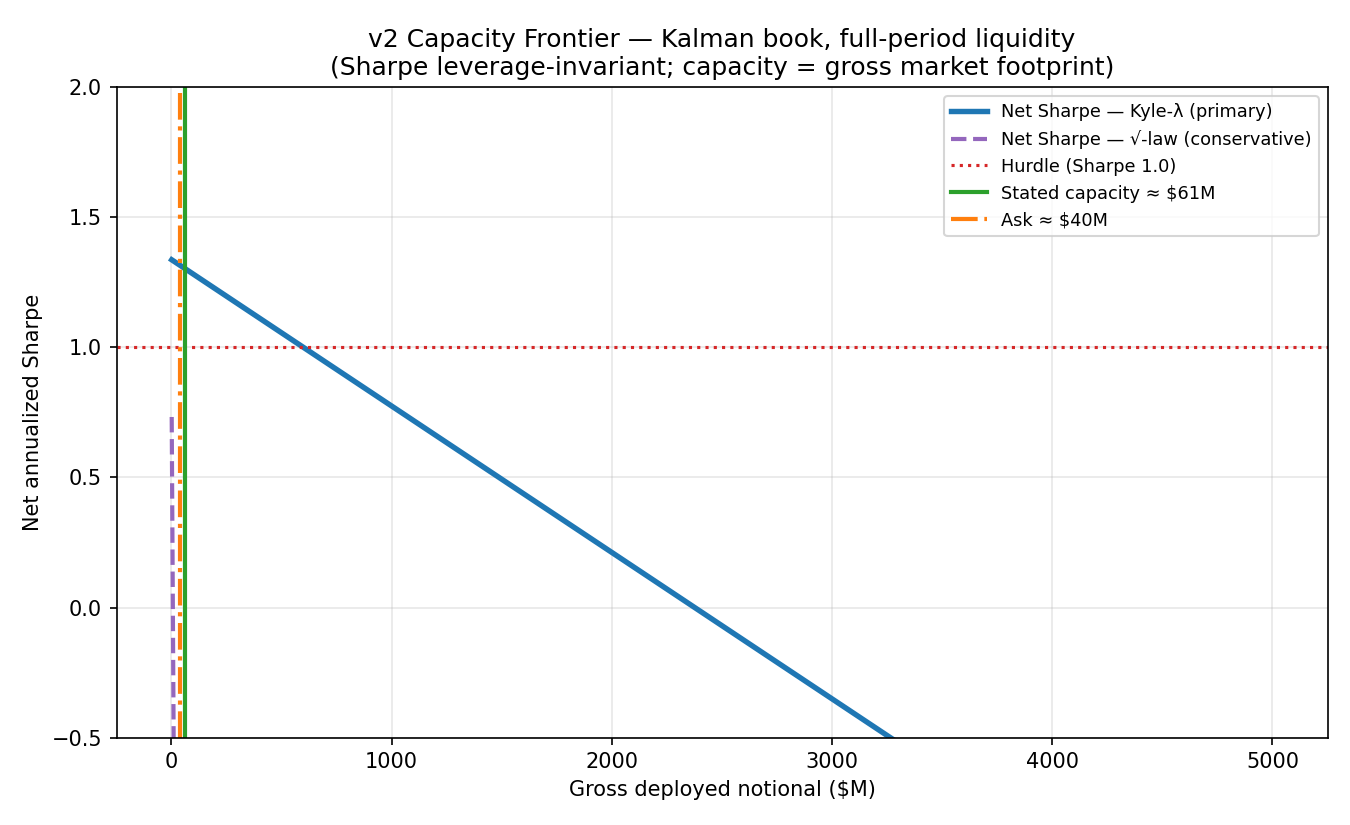 v2 Capacity Frontier — Kalman book, full-period liquidity
(Sharpe leverage-invariant; capacity = gross market footprint)
Net Sharpe — Kyle-λ (primary)
Net Sharpe — √-law (conservative)
Hurdle (Sharpe 1.0)
Stated capacity ≈ $61M
Ask ≈ $40M
Net annualized Sharpe
2.0
1.5
1.0
0.5
0.0
−0.5
0
1000
2000
3000
4000
5000
Gross deployed notional ($M)